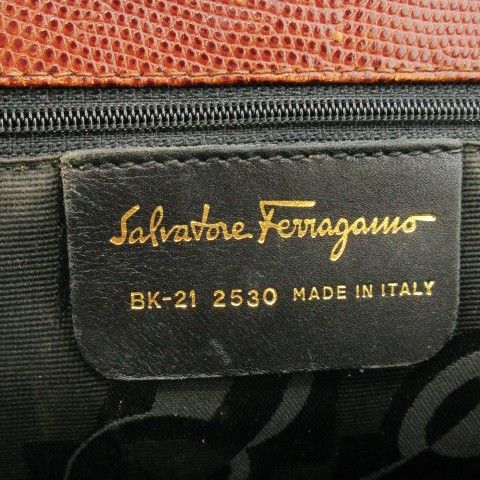 Salvatore Ferragamo
BK-21 2530 MADE IN ITALY